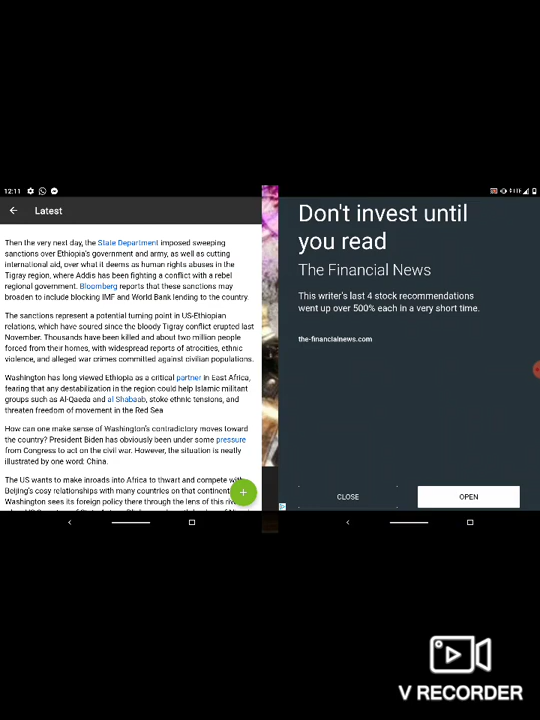 12:11
Latest
Then the very next day, the State Department imposed sweeping
sanctions over Ethiopia's government and army, as well as cutting
international aid, over what it deems as human rights abuses in the
Tigray region, where Addis has been fighting a conflict with a rebel
regional government. Bloomberg reports that these sanctions may
broaden to include blocking IMF and World Bank lending to the country.
The sanctions represent a potential turning point in US-Ethiopian
relations, which have soured since the bloody Tigray conflict erupted last
November. Thousands have been killed and about two million people
forced from their homes, with widespread reports of atrocities, ethnic
violence, and alleged war crimes committed against civilian populations.
Washington has long viewed Ethiopia as a critical partner in East Africa,
fearing that any destabilization in the region could help Islamic militant
groups such as Al-Qaeda and al Shabaab, stoke ethnic tensions, and
threaten freedom of movement in the Red Sea
How can one make sense of Washington's contradictory moves toward
the country? President Biden has obviously been under some pressure
from Congress to act on the civil war. However, the situation is neatly
illustrated by one word: China.
The US wants to make inroads into Africa to thwart and compete with
Beijing's cosy relationships with many countries on that continent
Washington sees its foreign policy there through the lens of this
+
Don't invest until
you read
The Financial News
This writer's last 4 stock recommendations
went up over 500% each in a very short time.
the-financialnews.com
CLOSE
OPEN
V RECORDER